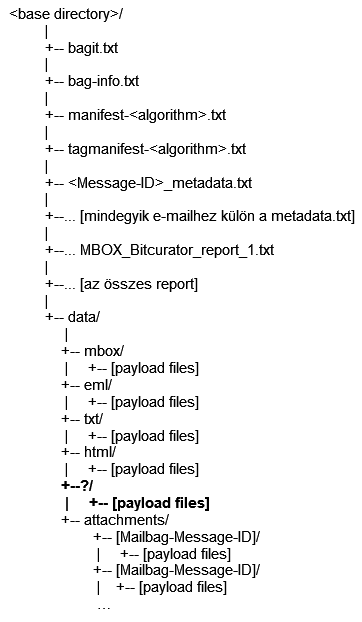 <base directory>/
|
+-- bagit.txt
|
+-- bag-info.txt
|
+-- manifest-<algorithm>.txt
|
+-- tagmanifest-<algorithm>.txt
|
+-- <Message-ID>_metadata.txt
|
+--... [mindegyik e-mailhez külön a metadata.txt]
|
+--... MBOX_Bitcurator_report_1.txt
|
+--... [az összes report]
|
+-- data/
|
+-- mbox/
| +-- [payload files]
+-- eml/
| +-- [payload files]
+-- txt/
| +-- [payload files]
+-- html/
| +-- [payload files]
+--?/
| +-- [payload files]
+-- attachments/
+-- [Mailbag-Message-ID]/
| +-- [payload files]
+-- [Mailbag-Message-ID]/
| +-- [payload files]
...